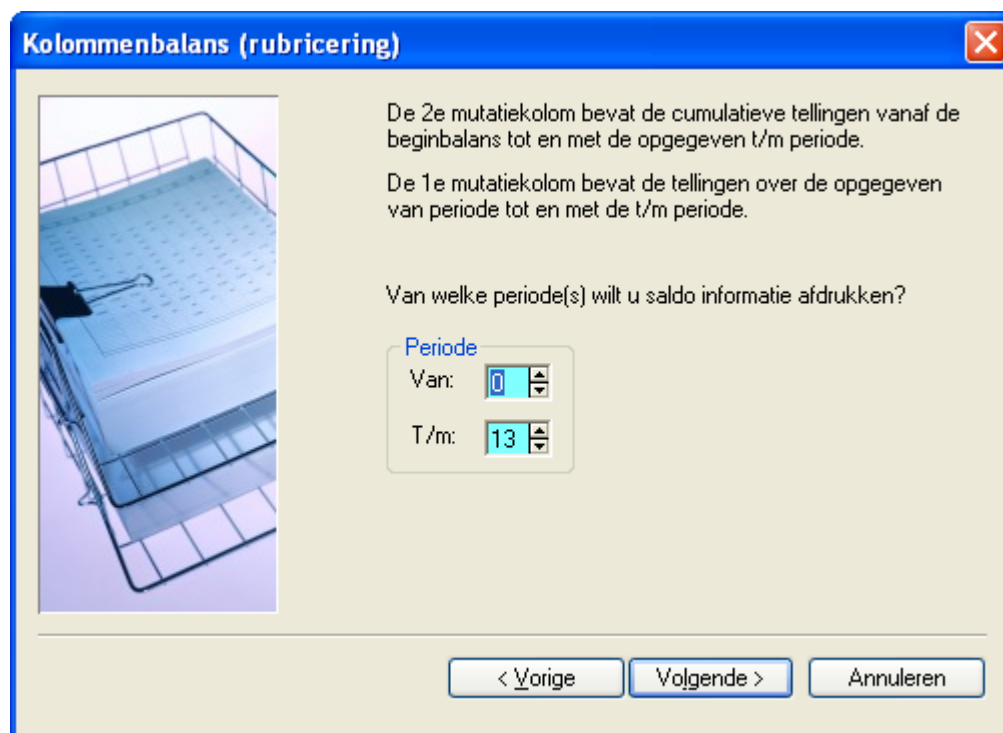 Kolommenbalans (rubricering)
De 2e mutatiekolom bevat de cumulatieve tellingen vanaf de
beginbalans tot en met de opgegeven t/m periode.
De 1e mutatiekolom bevat de tellingen over de opgegeven
van periode tot en met de t/m periode.
Van welke periode(s) wilt u saldo informatie afdrukken?
Periode
Van: 0
T/m: 13
< Vorige Volgende > Annuleren